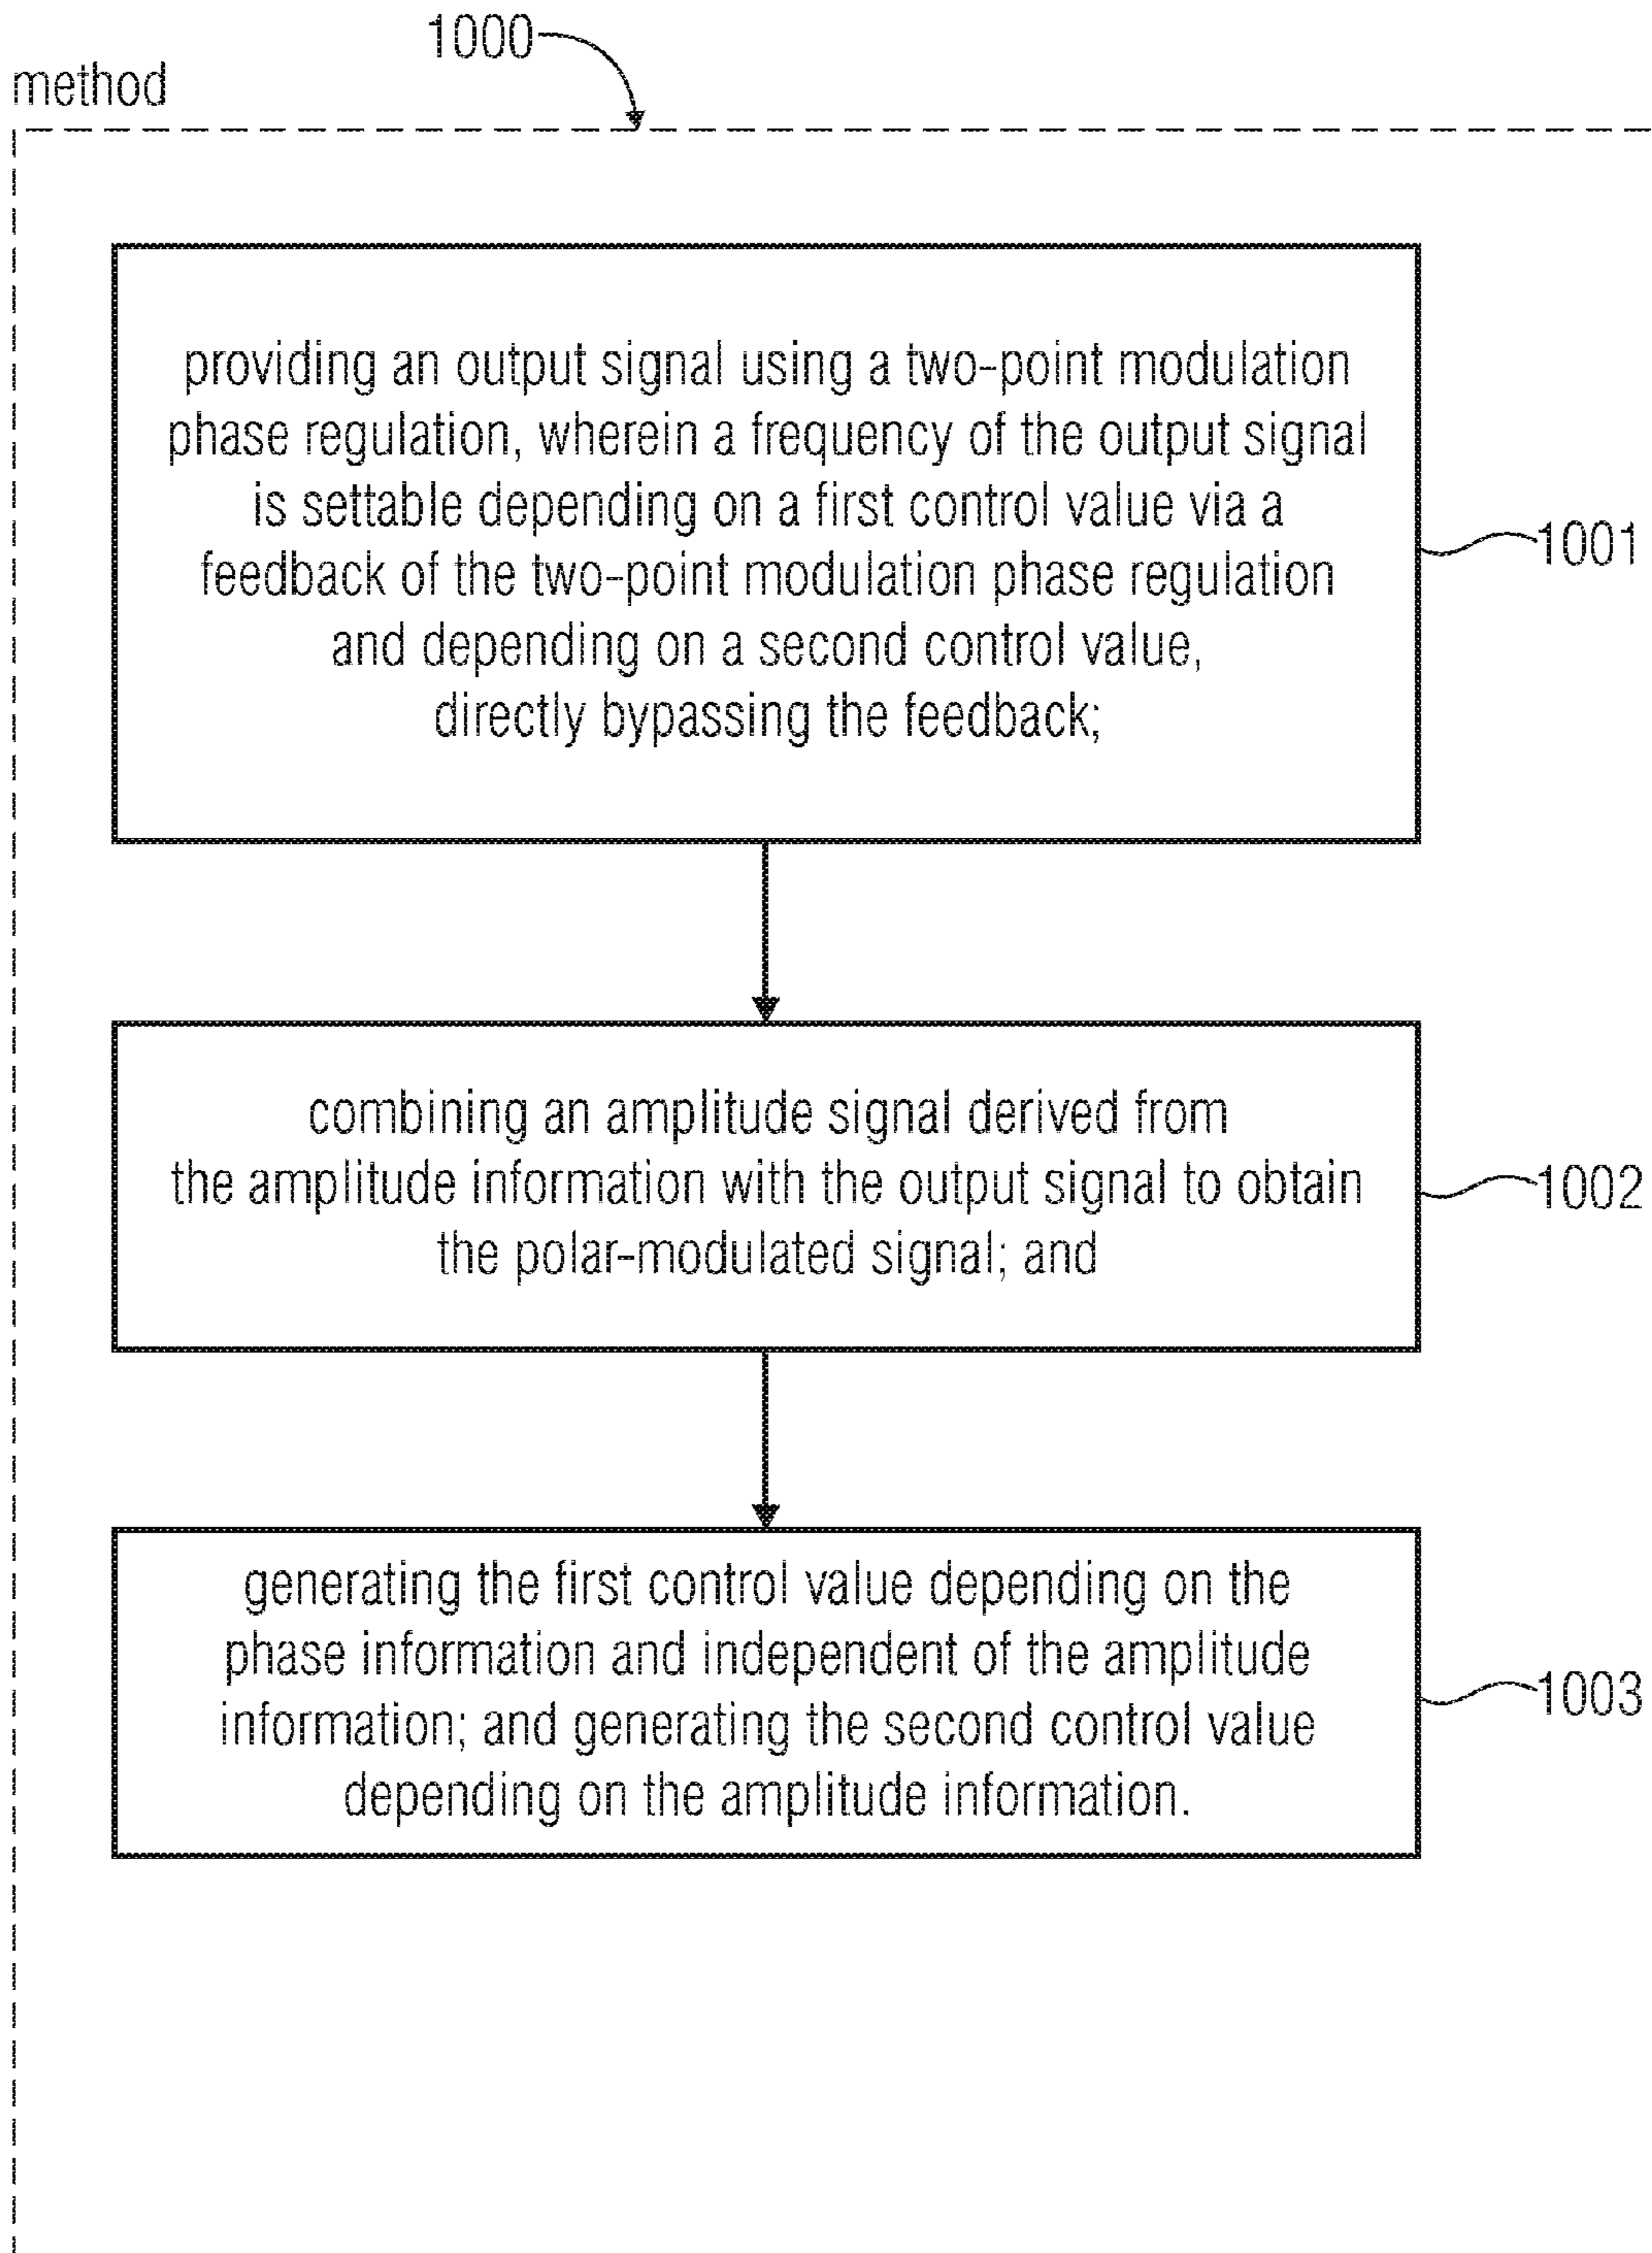 1000
method
providing an output signal using a two-point modulation
phase regulation, wherein a frequency of the output signal
is settable depending on a first control value via a
feedback of the two-point modulation phase regulation
and depending on a second control value,
directly bypassing the feedback;
1001
combining an amplitude signal derived from
the amplitude information with the output signal to obtain
the polar-modulated signal; and
1002
generating the first control value depending on the
phase information and independent of the amplitude
information; and generating the second control value
depending on the amplitude information.
1003